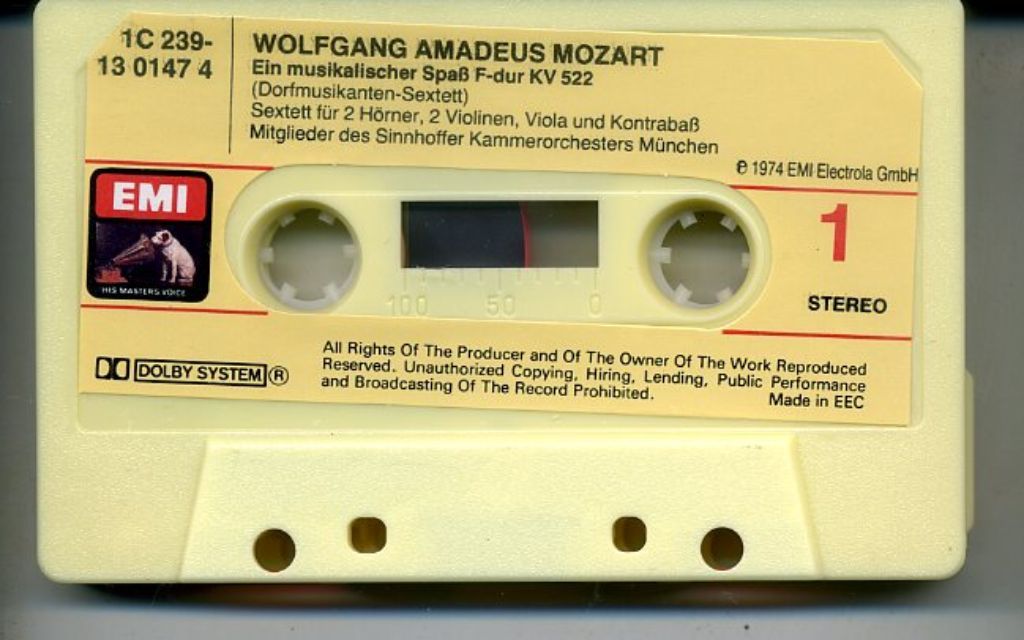 1C 239-
13 0147 4
WOLFGANG AMADEUS MOZART
Ein musikalischer Spaß F-dur KV 522
(Dorfmusikanten-Sextett)
Sextett für 2 Hörner, 2 Violinen, Viola und Kontrabaß
Mitglieder des Sinnhoffer Kammerorchesters München
℗ 1974 EMI Electrola GmbH
EMI
HIS MASTERS VOICE
100 50 0
1
STEREO
DOLBY SYSTEM ®
All Rights Of The Producer and Of The Owner Of The Work Reproduced
Reserved. Unauthorized Copying, Hiring, Lending, Public Performance
and Broadcasting Of The Record Prohibited.
Made in EEC